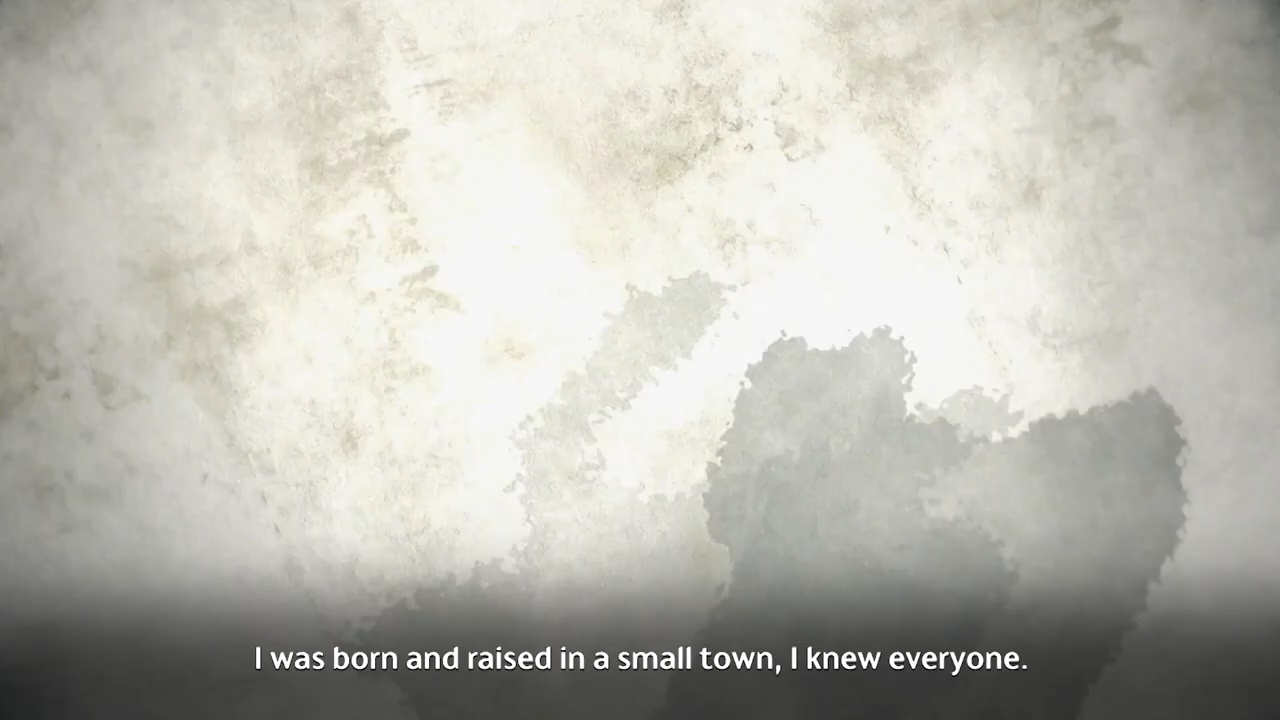 I was born and raised in a small town, I knew everyone.